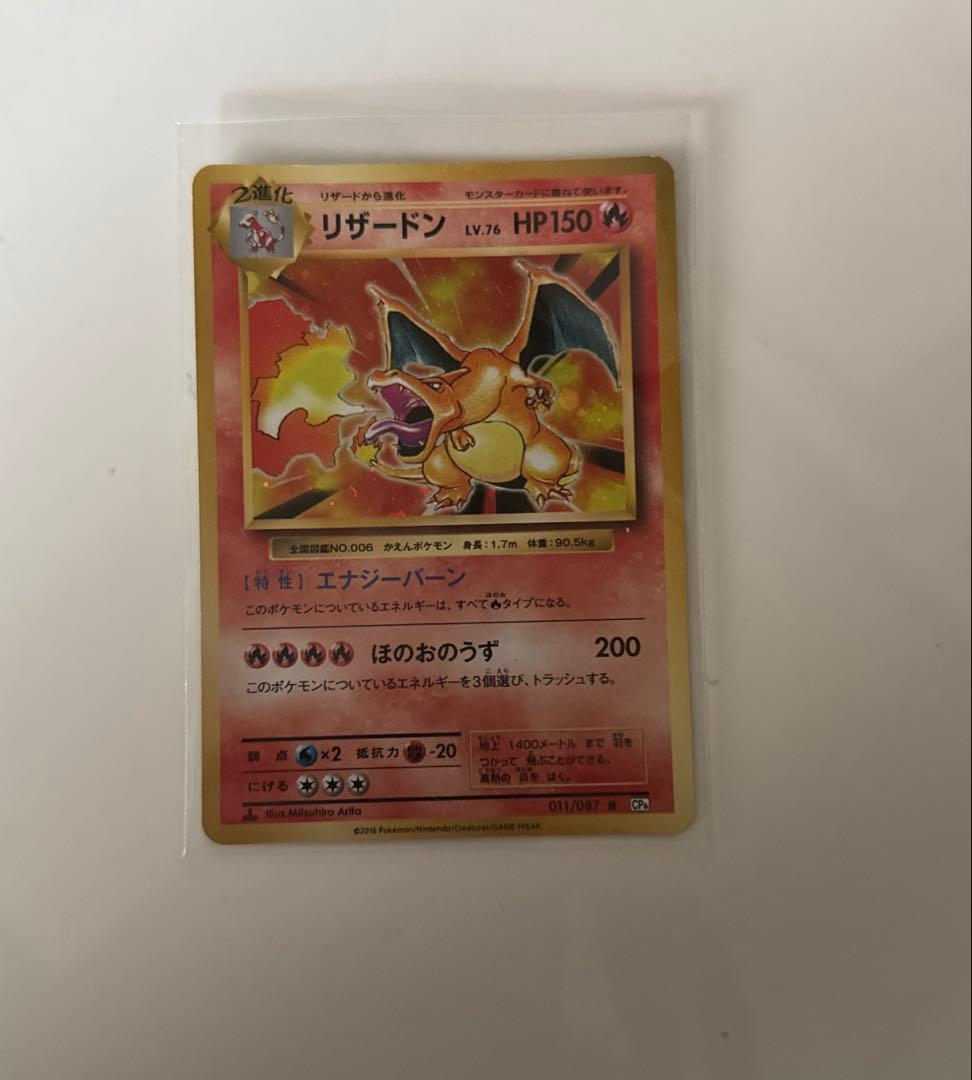 2進化
リザードから進化
モンスターカードに重ねて使います。
リザードン LV.76 HP150
全国図鑑NO.006 かえんポケモン 身長:1.7m 体重:90.5kg
[特性] エナジーバーン
このポケモンについているエネルギーは、すべてタイプになる。
ほのおのうず 200
このポケモンについているエネルギーを3個選び、トラッシュする。
弱点 ×2 抵抗力 -20
にげる
地上 1400メートル まで 羽を
つかって 飛ぶことができる。
高熱の 炎を はく。
Illus.Mitsuhiro Arita
011/087 R CP6
©2016 Pokémon/Nintendo/Creatures/GAME FREAK